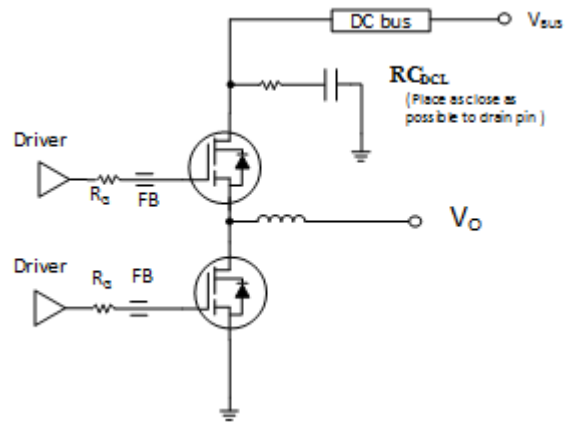 DC bus
VBUS
RCDCL
(Place as close as
possible to drain pin )
Driver
RG
FB
VO
Driver
RG
FB